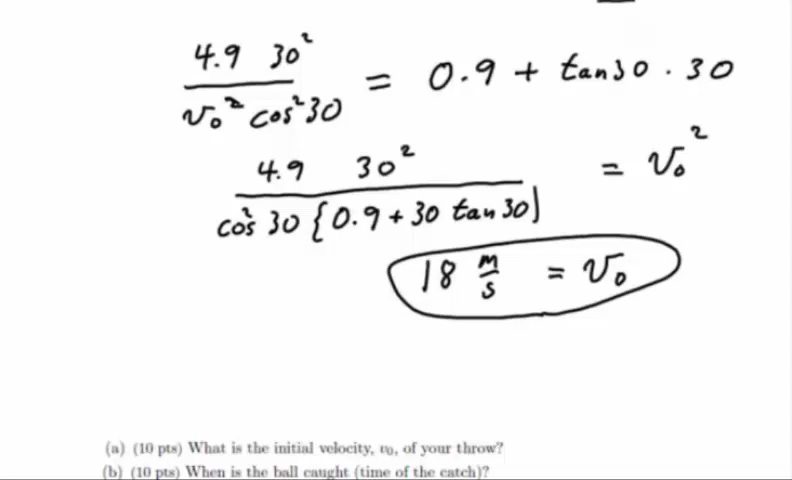 4.9 30²
v₀² cos²30
= 0.9 + tan30 · 30
4.9 30²
cos²30 {0.9 + 30 tan30}
= v₀²
18 m/s = v₀
(a) (10 pts) What is the initial velocity, v₀, of your throw?
(b) (10 pts) When is the ball caught (time of the catch)?